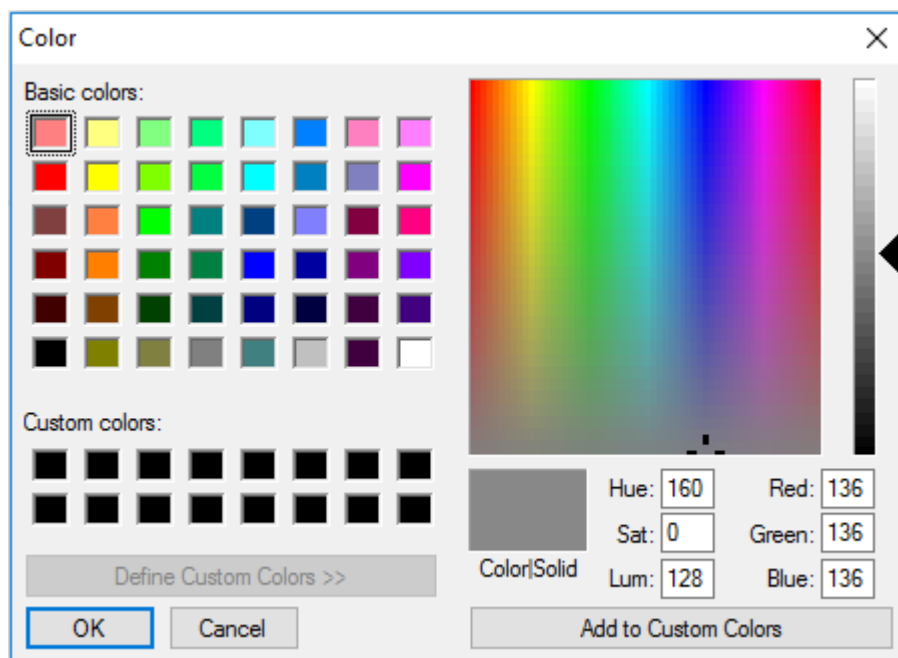 Color
Basic colors:
Custom colors:
Define Custom Colors >>
OK Cancel
Color|Solid
Hue: 160 Red: 136
Sat: 0 Green: 136
Lum: 128 Blue: 136
Add to Custom Colors